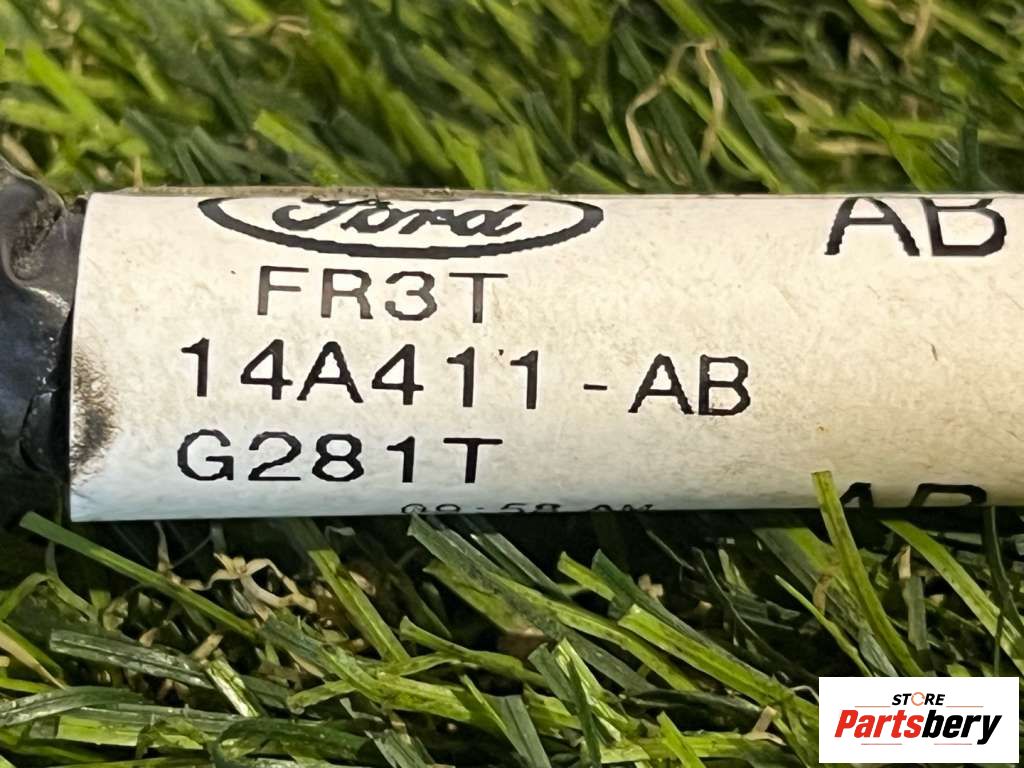 Ford
AB
FR3T
14A411-AB
G281T
STORE
Partsbery